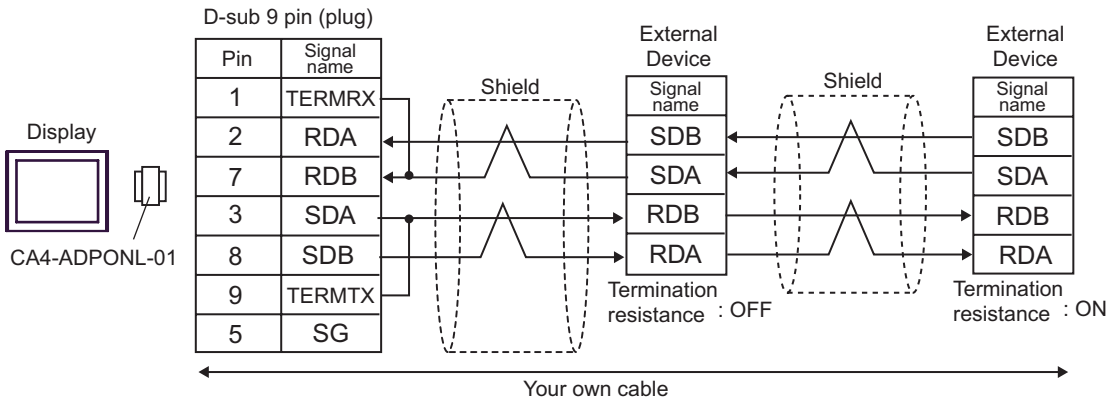 D-sub 9 pin (plug)
Pin
Signal
name
1
TERMRX
2
RDA
7
RDB
3
SDA
8
SDB
9
TERMTX
5
SG
Display
CA4-ADPONL-01
Shield
External
Device
Signal
name
SDB
SDA
RDB
RDA
Termination
resistance : OFF
Shield
External
Device
Signal
name
SDB
SDA
RDB
RDA
Termination
resistance : ON
Your own cable